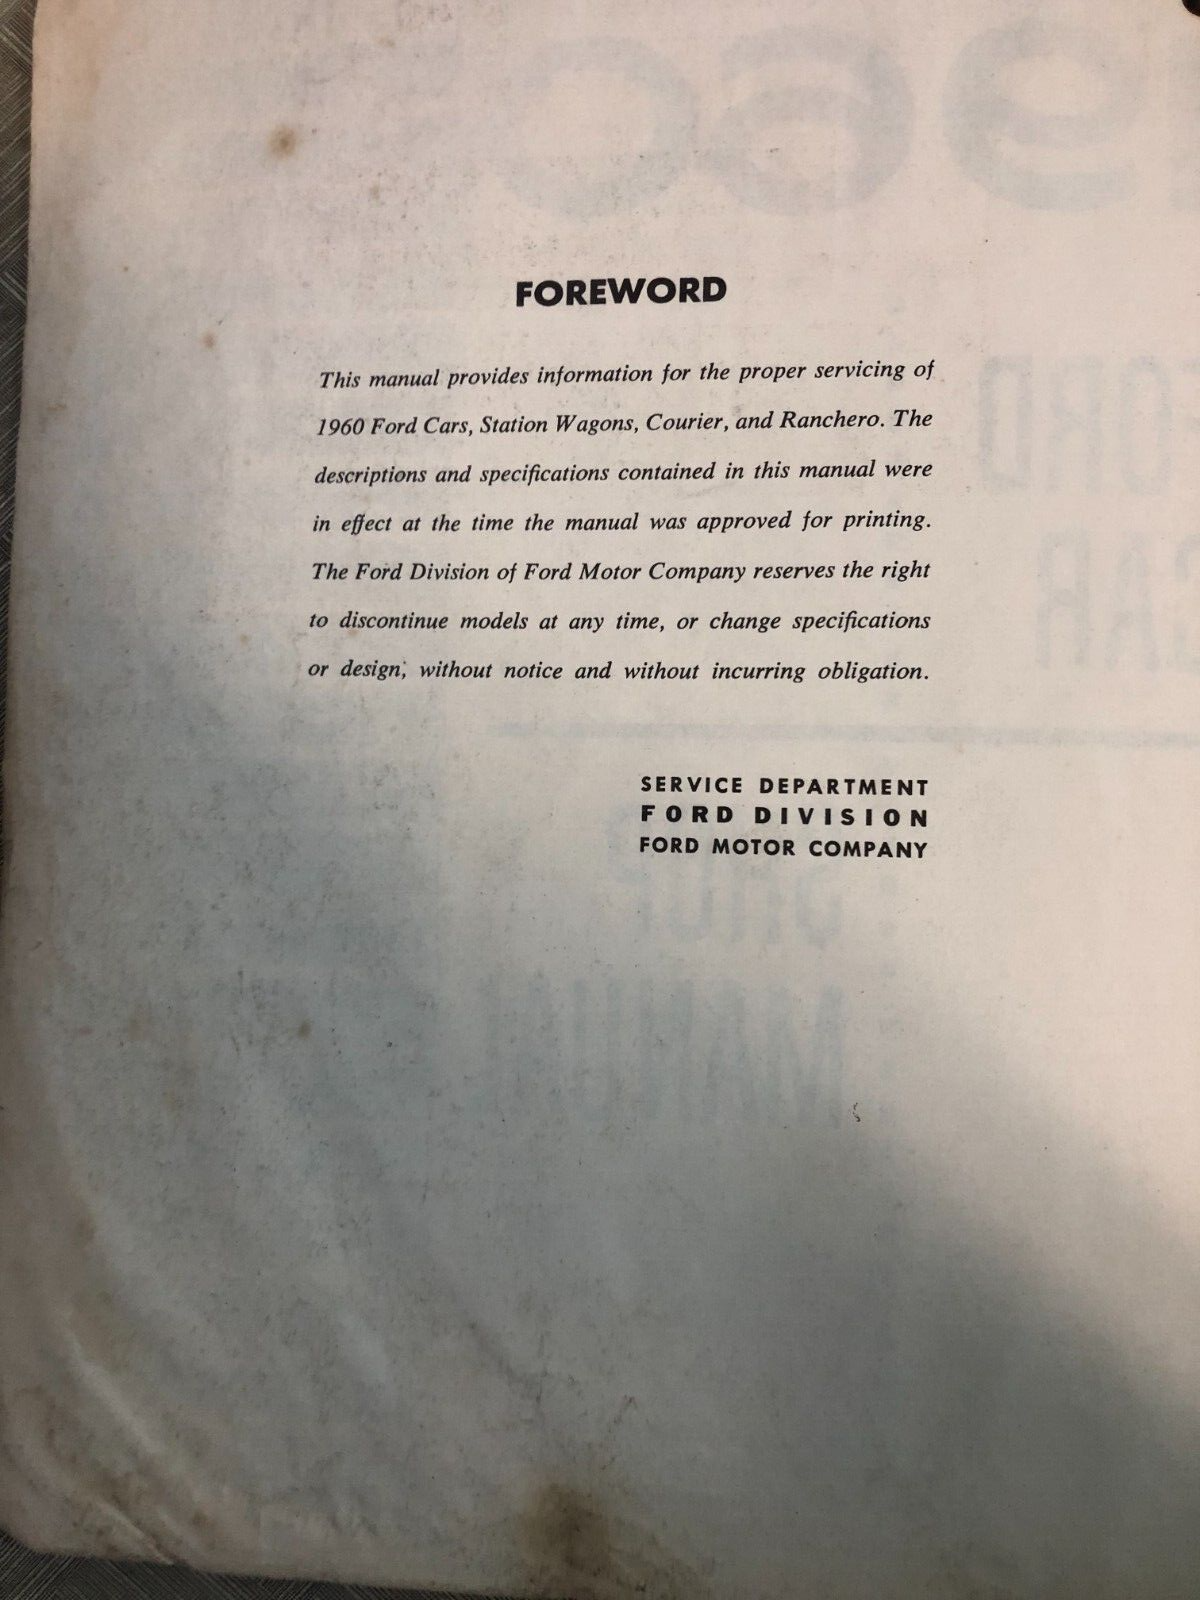 FOREWORD
This manual provides information for the proper servicing of
1960 Ford Cars, Station Wagons, Courier, and Ranchero. The
descriptions and specifications contained in this manual were
in effect at the time the manual was approved for printing.
The Ford Division of Ford Motor Company reserves the right
to discontinue models at any time, or change specifications
or design, without notice and without incurring obligation.
SERVICE DEPARTMENT
FORD DIVISION
FORD MOTOR COMPANY